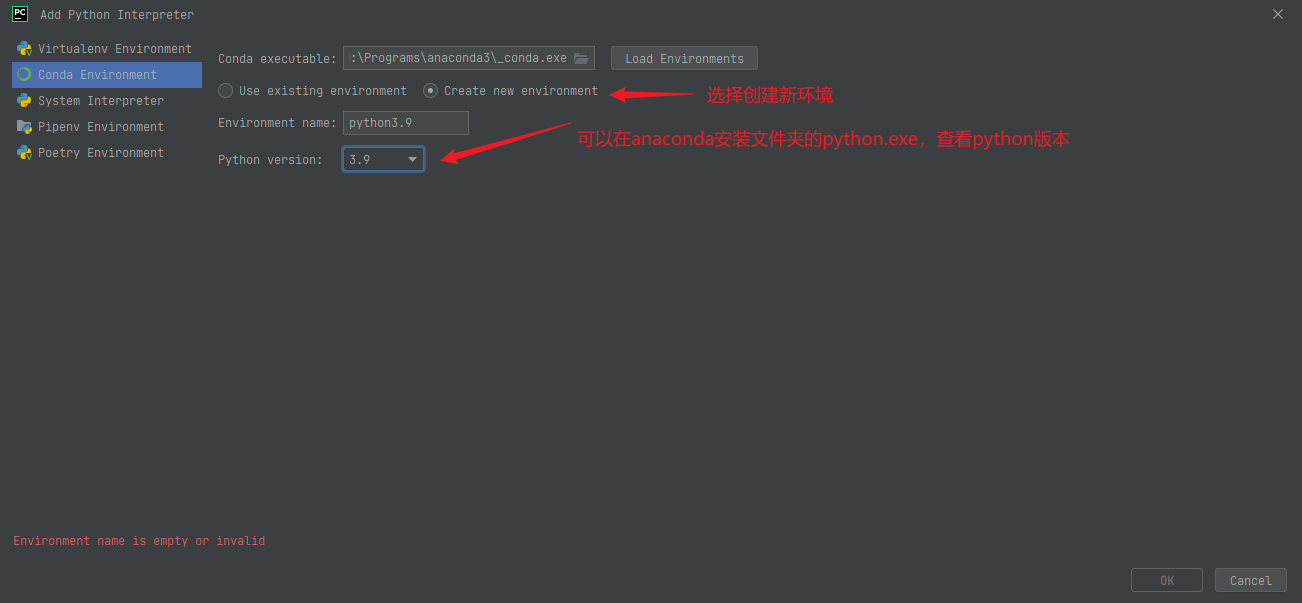 PC Add Python Interpreter
Virtualenv Environment
Conda Environment
System Interpreter
Pipenv Environment
Poetry Environment
Conda executable: :\Programs\anaconda3\_conda.exe Load Environments
Use existing environment Create new environment 选择创建新环境
Environment name: python3.9
可以在anaconda安装文件夹的python.exe，查看python版本
Python version: 3.9
Environment name is empty or invalid
OK Cancel